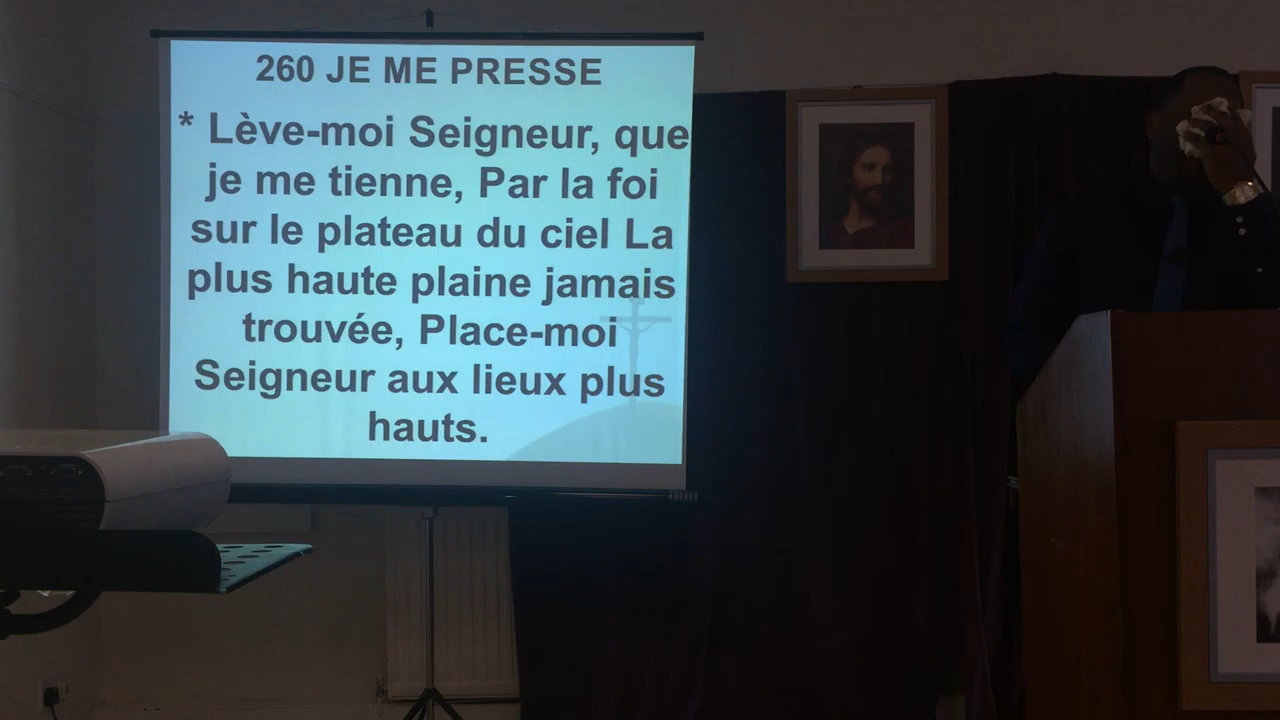 260 JE ME PRESSE
* Lève-moi Seigneur, que
je me tienne, Par la foi
sur le plateau du ciel La
plus haute plaine jamais
trouvée, Place-moi
Seigneur aux lieux plus
hauts.